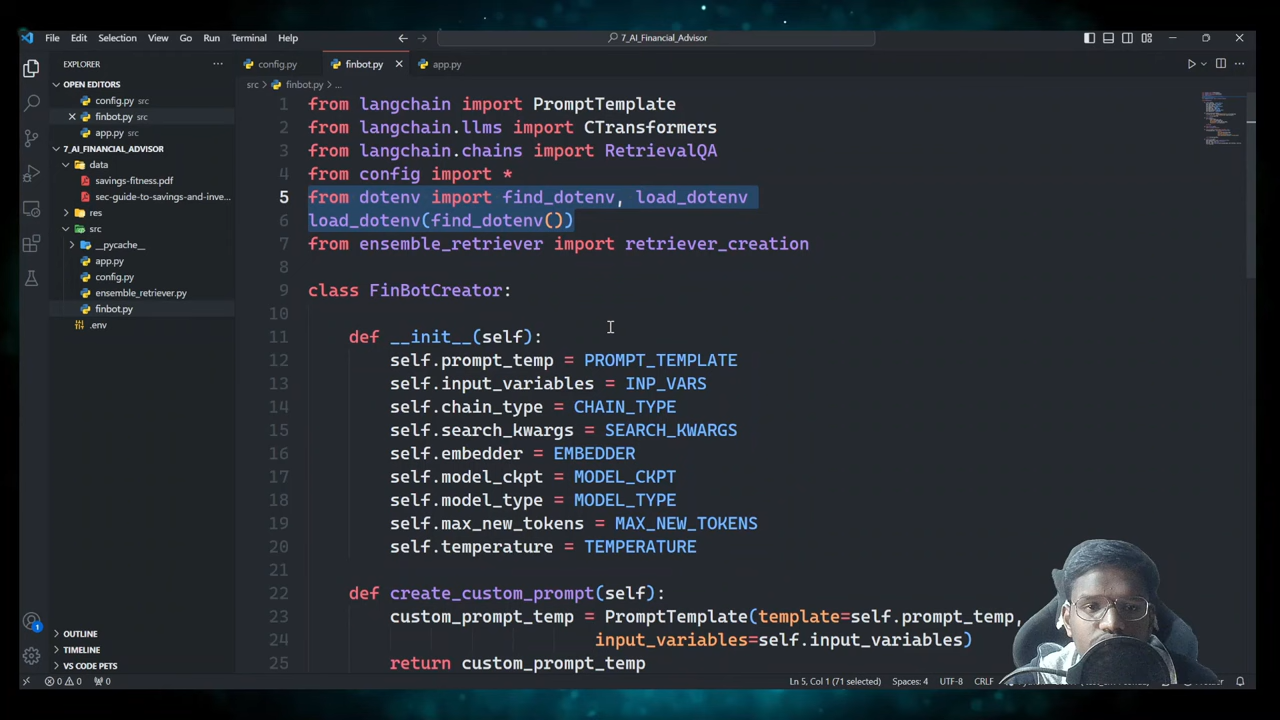 File Edit Selection View Go Run Terminal Help
7_AI_Financial_Advisor
EXPLORER
OPEN EDITORS
config.py src
finbot.py src
app.py src
7_AI_FINANCIAL_ADVISOR
data
savings-fitness.pdf
sec-guide-to-savings-and-inve...
res
src
__pycache__
app.py
config.py
ensemble_retriever.py
finbot.py
.env
OUTLINE
TIMELINE
VS CODE PETS
config.py finbot.py app.py
src > finbot.py > ...
1 from langchain import PromptTemplate
2 from langchain.llms import CTransformers
3 from langchain.chains import RetrievalQA
4 from config import *
5 from dotenv import find_dotenv, load_dotenv
6 load_dotenv(find_dotenv())
7 from ensemble_retriever import retriever_creation
8
9 class FinBotCreator:
10
11 def __init__(self):
12 self.prompt_temp = PROMPT_TEMPLATE
13 self.input_variables = INP_VARS
14 self.chain_type = CHAIN_TYPE
15 self.search_kwargs = SEARCH_KWARGS
16 self.embedder = EMBEDDER
17 self.model_ckpt = MODEL_CKPT
18 self.model_type = MODEL_TYPE
19 self.max_new_tokens = MAX_NEW_TOKENS
20 self.temperature = TEMPERATURE
21
22 def create_custom_prompt(self):
23 custom_prompt_temp = PromptTemplate(template=self.prompt_temp,
24 input_variables=self.input_variables)
25 return custom_prompt_temp
0 0 0 Ln 5, Col 1 (71 selected) Spaces: 4 UTF-8 CRLF